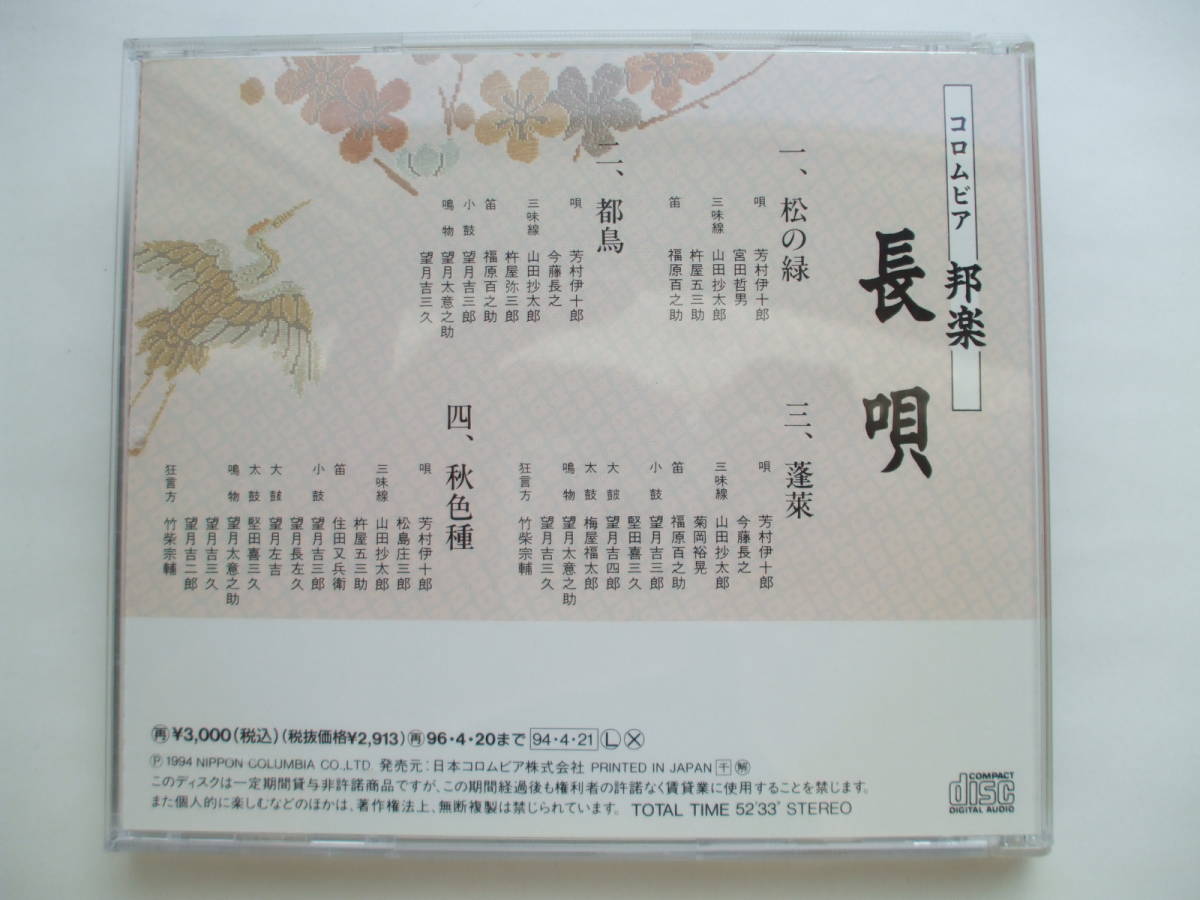 コロムビア 邦楽
長唄
一、松の緑
唄 芳村伊十郎
宮田哲男
三味線 山田抄太郎
杵屋五三助
笛 福原百之助
二、都鳥
唄 芳村伊十郎
今藤長之
三味線 山田抄太郎
杵屋弥三郎
笛 福原百之助
小鼓 望月吉三郎
鳴物 望月太意之助
望月吉三久
三、蓬萊
唄 芳村伊十郎
今藤長之
三味線 山田抄太郎
菊岡裕晃
笛 福原百之助
小鼓 望月吉三郎
堅田喜三久
大鼓 望月吉四郎
太鼓 梅屋福太郎
鳴物 望月太意之助
望月吉三久
狂言方 竹柴宗輔
四、秋色種
唄 芳村伊十郎
松島庄三郎
三味線 山田抄太郎
杵屋五三助
笛 住田又兵衛
小鼓 望月吉三郎
望月長左久
大鼓 望月左吉
太鼓 堅田喜三久
鳴物 望月太意之助
望月吉三久
望月吉二郎
狂言方 竹柴宗輔
㊢¥3,000(税込)(税抜価格¥2,913)㊢96・4・20まで 94・4・21 Ⓛ Ⓧ
Ⓟ1994 NIPPON COLUMBIA CO.,LTD. 発売元:日本コロムビア株式会社 PRINTED IN JAPAN 干 解
このディスクは一定期間貸与非許諾商品ですが、この期間経過後も権利者の許諾なく賃貸業に使用することを禁じます。
また個人的に楽しむなどのほかは、著作権法上、無断複製は禁じられています。 TOTAL TIME 52'33" STEREO
COMPACT
disc
DIGITAL AUDIO